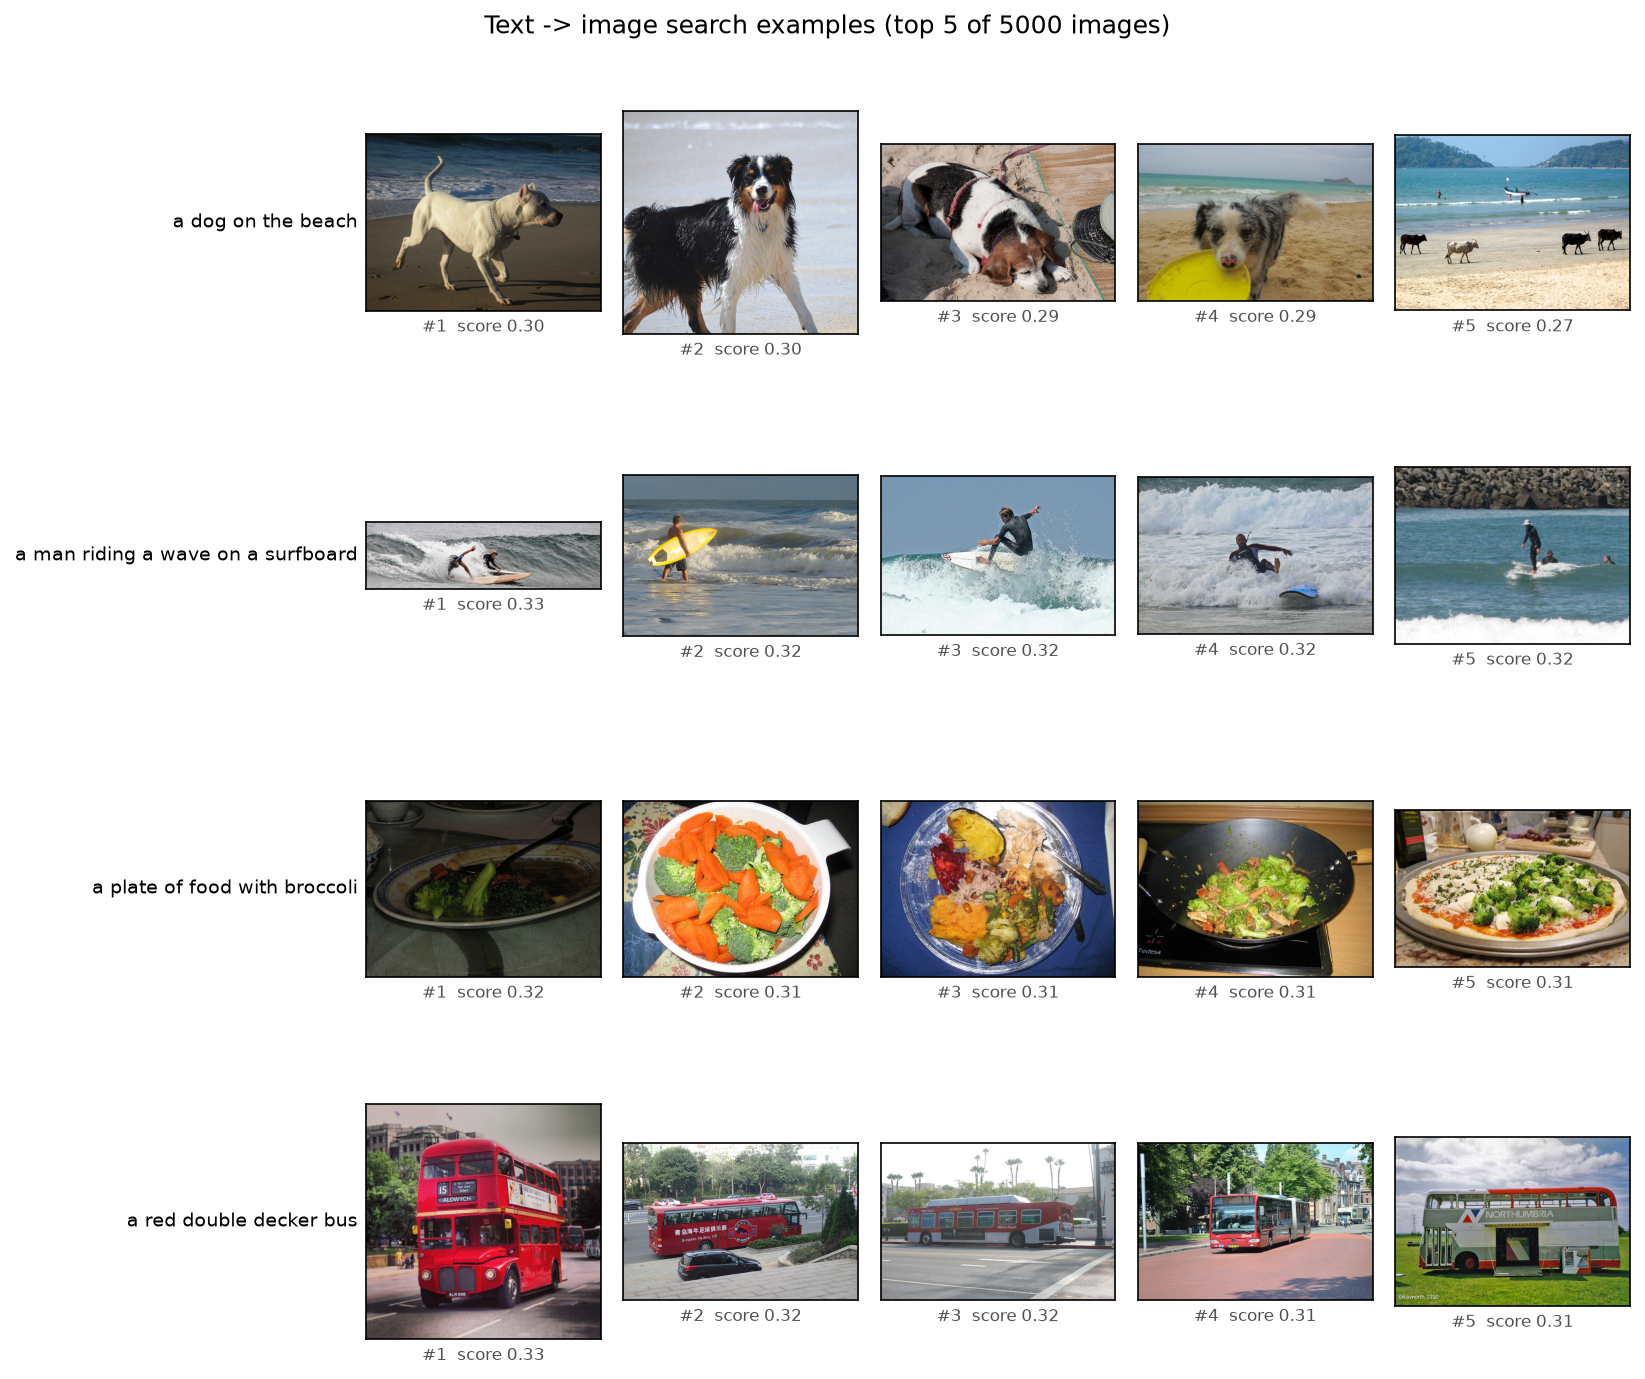 Text -> image search examples (top 5 of 5000 images)
a dog on the beach
#1 score 0.30
#2 score 0.30
#3 score 0.29
#4 score 0.29
#5 score 0.27
a man riding a wave on a surfboard
#1 score 0.33
#2 score 0.32
#3 score 0.32
#4 score 0.32
#5 score 0.32
a plate of food with broccoli
#1 score 0.32
#2 score 0.31
#3 score 0.31
#4 score 0.31
#5 score 0.31
a red double decker bus
15
ALDWYCH
NORTHUMBRIA
#1 score 0.33
#2 score 0.32
#3 score 0.32
#4 score 0.31
#5 score 0.31